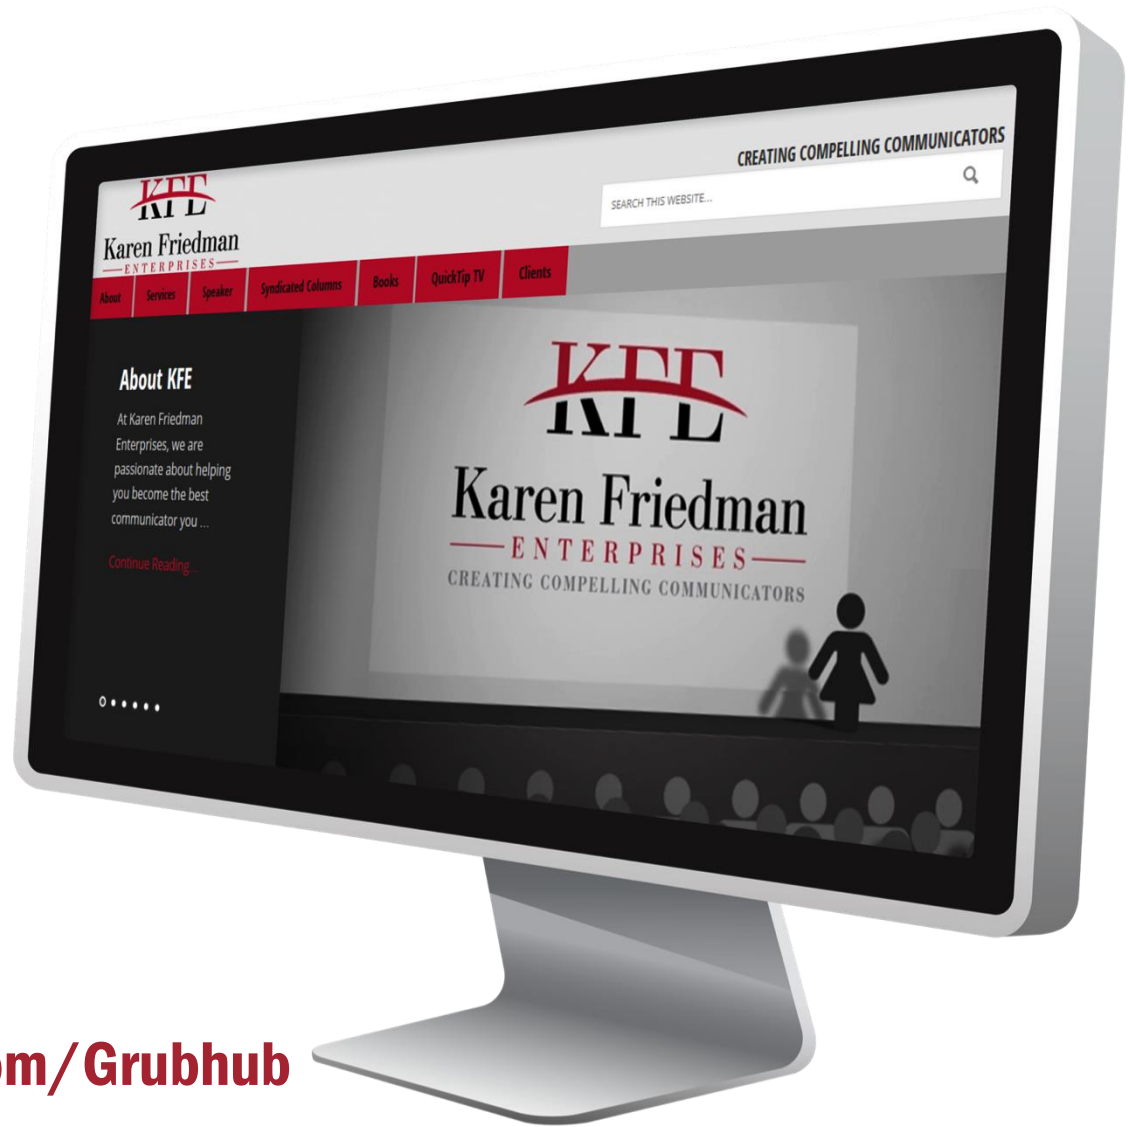 CREATING COMPELLING COMMUNICATORS
KFE
SEARCH THIS WEBSITE...
Karen Friedman
ENTERPRISES
About Services Speaker Syndicated Columns Books QuickTip TV Clients
About KFE
At Karen Friedman
Enterprises, we are
passionate about helping
you become the best
communicator you ...
Continue Reading...
KFE
Karen Friedman
ENTERPRISES
CREATING COMPELLING COMMUNICATORS
om/Grubhub